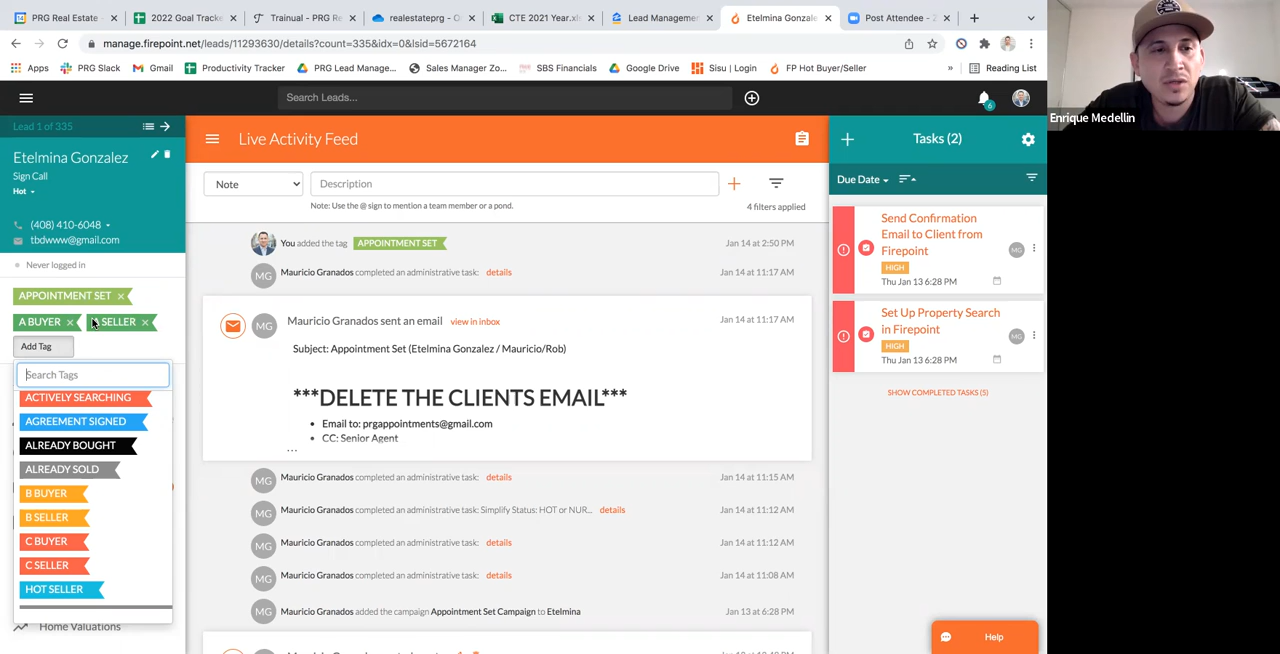 PRG Real Estate
2022 Goal Tracke
Trainual - PRG Re
realestateprg - O
CTE 2021 Year.xl
Lead Managemen
Etelmina Gonzale
Post Attendee - Z
manage.firepoint.net/leads/11293630/details?count=335&idx=0&lsid=5672164
Apps
PRG Slack
Gmail
Productivity Tracker
PRG Lead Manage...
Sales Manager Zo...
SBS Financials
Google Drive
Sisu | Login
FP Hot Buyer/Seller
»
Reading List
Search Leads...
6
Lead 1 of 335
Etelmina Gonzalez
Sign Call
Hot
(408) 410-6048
tbdwww@gmail.com
Never logged in
APPOINTMENT SET ×
A BUYER ×
SELLER ×
Add Tag
Search Tags
ACTIVELY SEARCHING
AGREEMENT SIGNED
ALREADY BOUGHT
ALREADY SOLD
B BUYER
B SELLER
C BUYER
C SELLER
HOT SELLER
Home Valuations
Live Activity Feed
Note
Description
Note: Use the @ sign to mention a team member or a pond.
4 filters applied
You added the tag APPOINTMENT SET
Jan 14 at 2:50 PM
MG
Mauricio Granados completed an administrative task: details
Jan 14 at 11:17 AM
MG
Mauricio Granados sent an email view in inbox
Jan 14 at 11:17 AM
Subject: Appointment Set (Etelmina Gonzalez / Mauricio/Rob)
***DELETE THE CLIENTS EMAIL***
• Email to: prgappointments@gmail.com
• CC: Senior Agent
...
MG
Mauricio Granados completed an administrative task: details
Jan 14 at 11:15 AM
MG
Mauricio Granados completed an administrative task: Simplify Status: HOT or NUR... details
Jan 14 at 11:12 AM
MG
Mauricio Granados completed an administrative task: details
Jan 14 at 11:12 AM
MG
Mauricio Granados completed an administrative task: details
Jan 14 at 11:08 AM
MG
Mauricio Granados added the campaign Appointment Set Campaign to Etelmina
Jan 13 at 6:28 PM
Tasks (2)
Due Date
Send Confirmation
Email to Client from
Firepoint
HIGH
Thu Jan 13 6:28 PM
MG
Set Up Property Search
in Firepoint
HIGH
Thu Jan 13 6:28 PM
MG
SHOW COMPLETED TASKS (5)
Help
Enrique Medellin